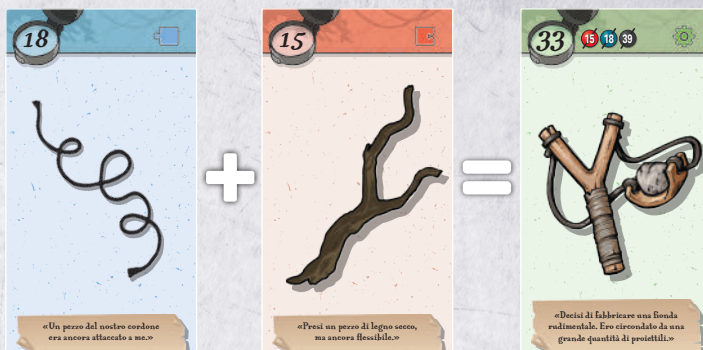 18
«Un pezzo del nostro cordone
era ancora attaccato a me.»
+
15
«Presi un pezzo di legno secco,
ma ancora flessibile.»
=
33
15 18 39
«Decisi di fabbricare una fionda
rudimentale. Ero circondato da una
grande quantità di proiettili.»